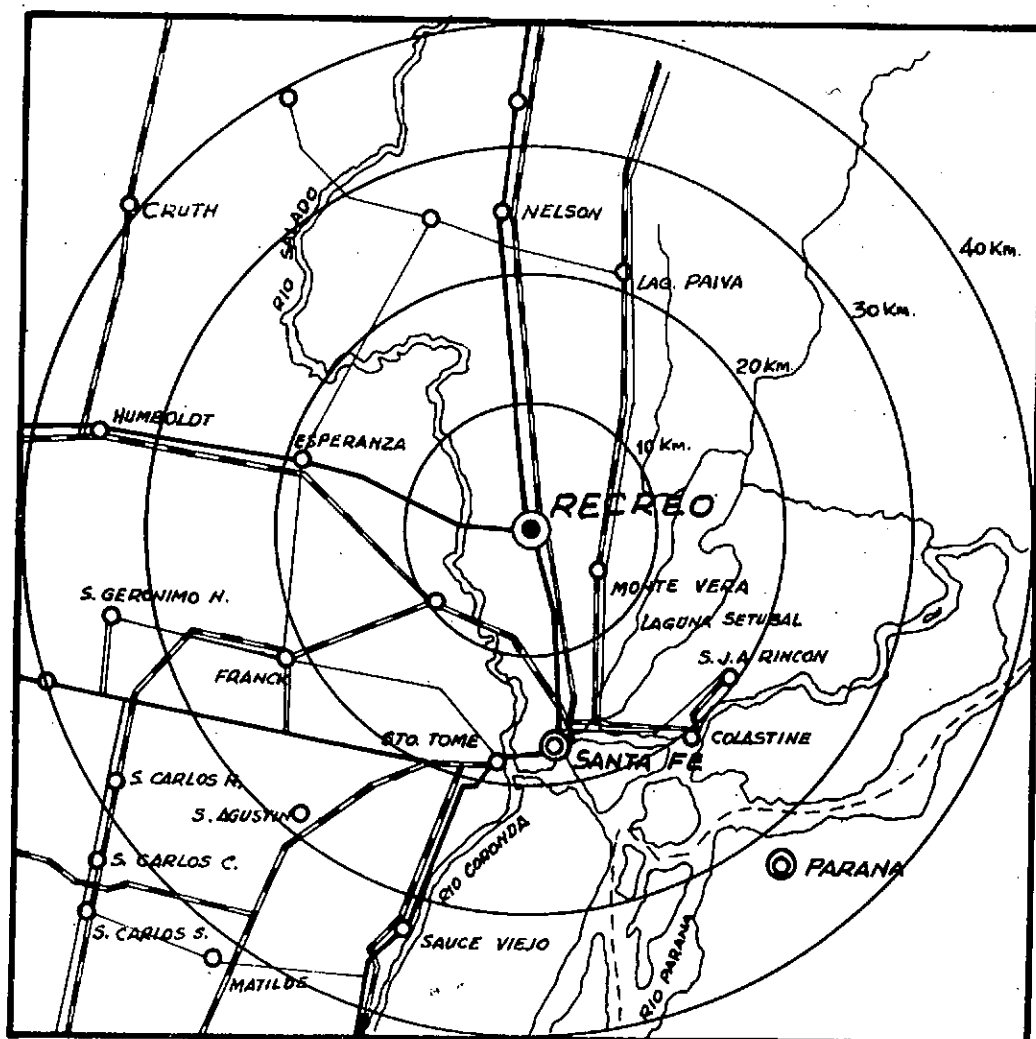 CRUTH
RIO SALADO
NELSON
40 Km.
LAG. PAIVA
30 Km.
20 Km.
HUMBOLDT
ESPERANZA
10 Km.
RECREO
S. GERONIMO N.
MONTE VERA
LAGUNA SETUBAL
S. J. A RINCON
FRANCK
STO. TOME
COLASTINE
SANTA FE
S. CARLOS N.
S. AGUSTIN
S. CARLOS C.
RIO CORONDA
PARANA
S. CARLOS S.
SAUCE VIEJO
MATILDE
RIO PARANA